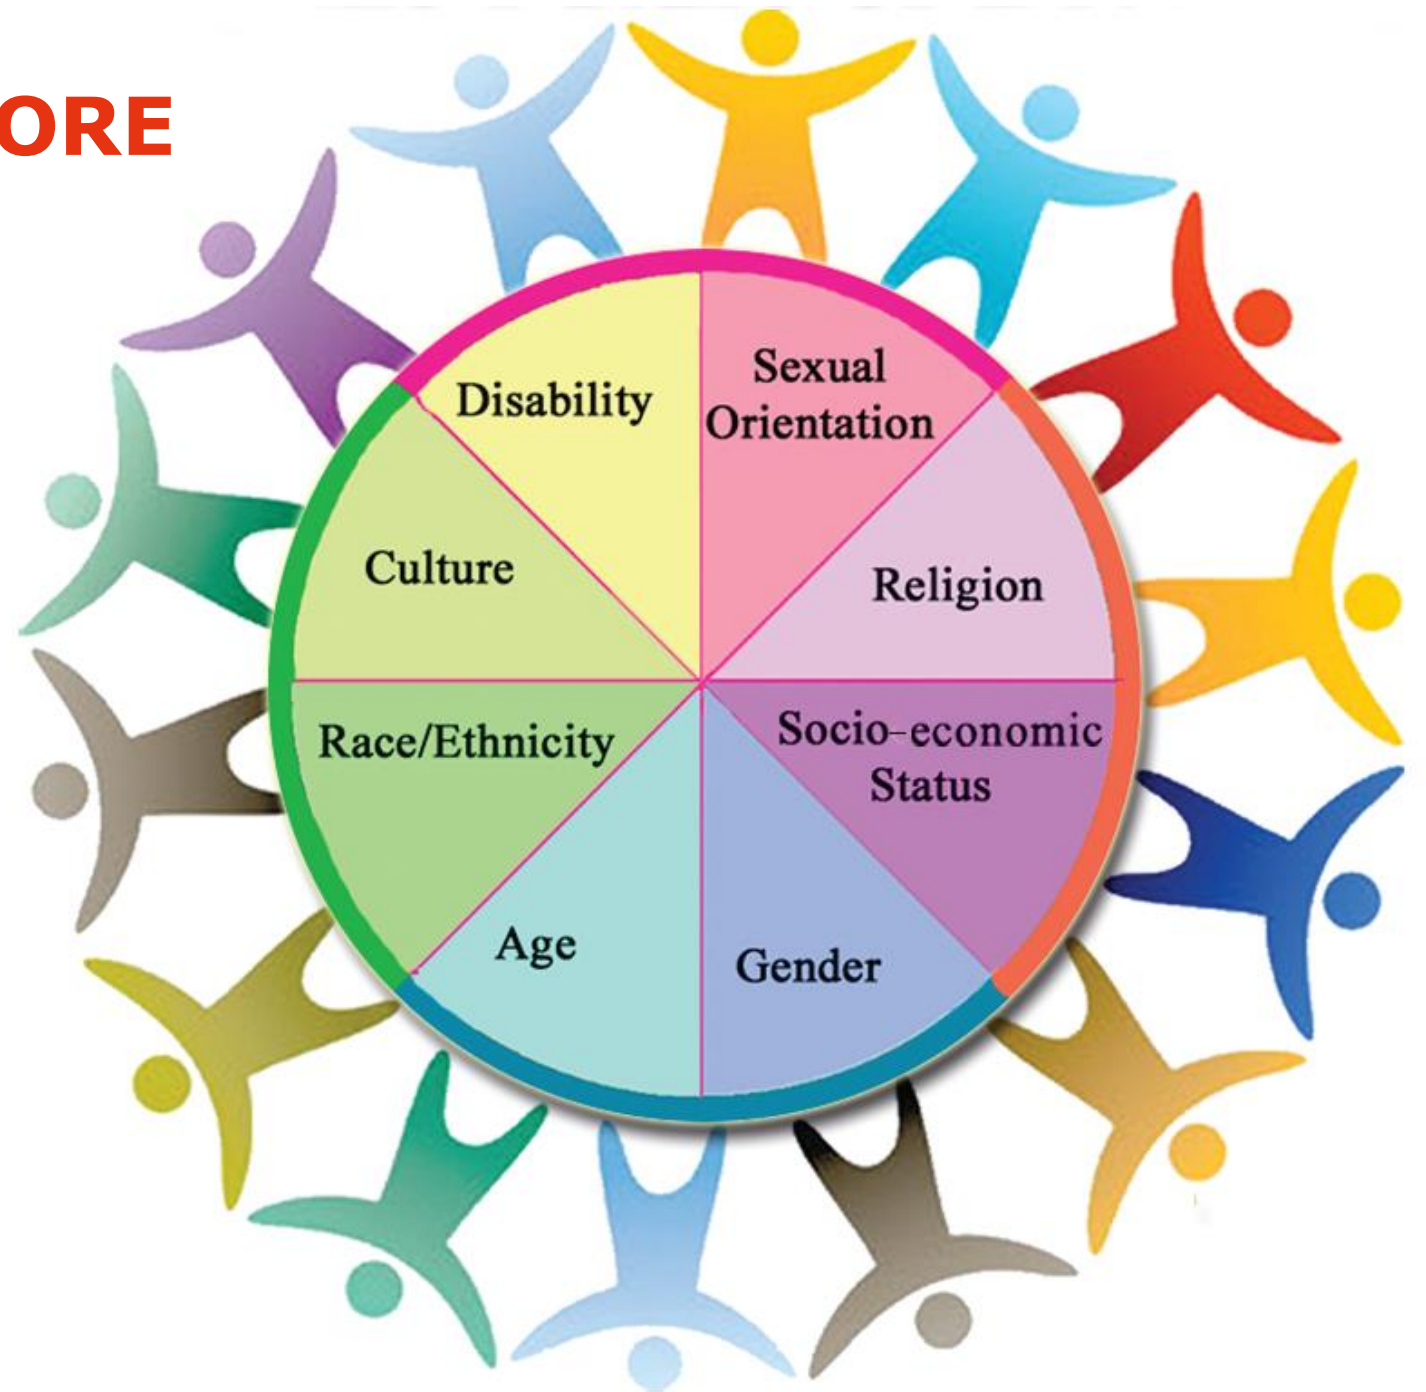 ORE
Disability
Sexual
Orientation
Culture
Religion
Race/Ethnicity
Socio-economic
Status
Age
Gender